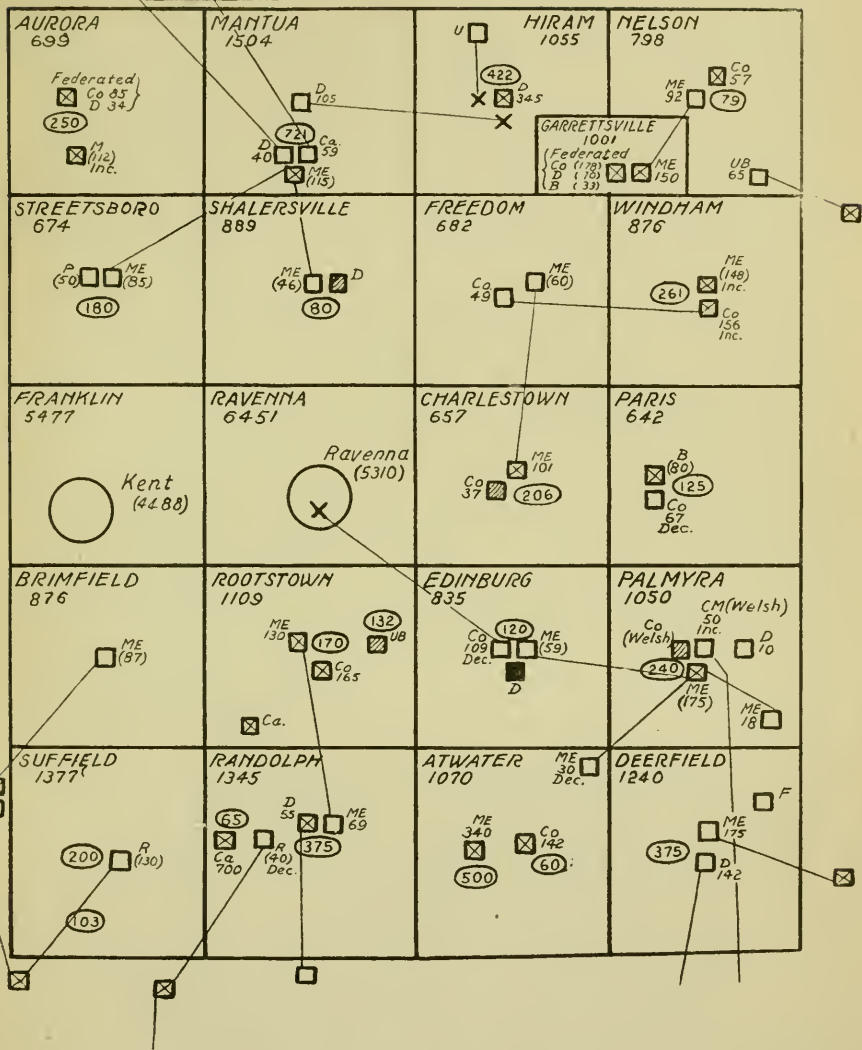 AURORA
699
Federated
Co 85
D 34
250
M
(112)
Inc.
MANTUA
1504
D
105
721
D
40
Ca.
59
ME
(115)
HIRAM
1055
U
422
D
345
NELSON
798
Co
57
ME
92
79
GARRETTSVILLE
1001
Federated
Co (178)
D (70)
B (33)
ME
150
UB
65
STREETSBORO
674
P
(50)
ME
(85)
180
SHALERSVILLE
889
ME
(46)
D
80
FREEDOM
682
Co
49
ME
(60)
WINDHAM
876
ME
(148)
Inc.
261
Co
156
Inc.
FRANKLIN
5477
Kent
(4488)
RAVENNA
6451
Ravenna
(5310)
CHARLESTOWN
657
ME
101
Co
37
206
PARIS
642
B
(80)
125
Co
67
Dec.
BRIMFIELD
876
ME
(87)
ROOTSTOWN
1109
ME
130
170
132
UB
Co
165
Ca.
EDINBURG
835
120
Co
109
Dec.
ME
(59)
D
PALMYRA
1050
CM(Welsh)
50
Inc.
Co
(Welsh)
D
10
240
ME
(175)
ME
18
SUFFIELD
1377
200
R
(130)
103
RANDOLPH
1345
65
Ca
700
R
(40)
Dec.
D
55
ME
69
375
ATWATER
1070
ME
30
Dec.
ME
340
500
Co
142
60
DEERFIELD
1240
F
ME
175
375
D
142